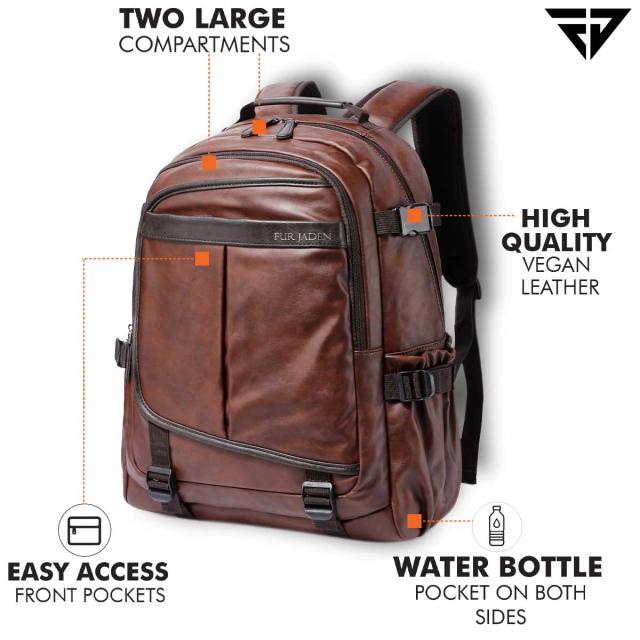 TWO LARGE
COMPARTMENTS
FUR JADEN
HIGH
QUALITY
VEGAN
LEATHER
EASY ACCESS
FRONT POCKETS
WATER BOTTLE
POCKET ON BOTH
SIDES